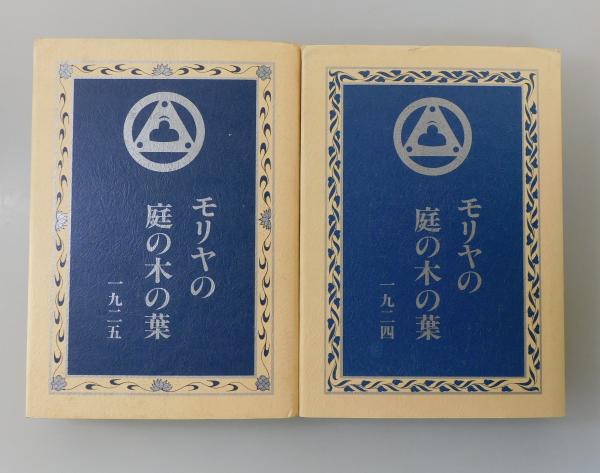 モリヤの
庭の木の葉
一九二五
モリヤの
庭の木の葉
一九二四